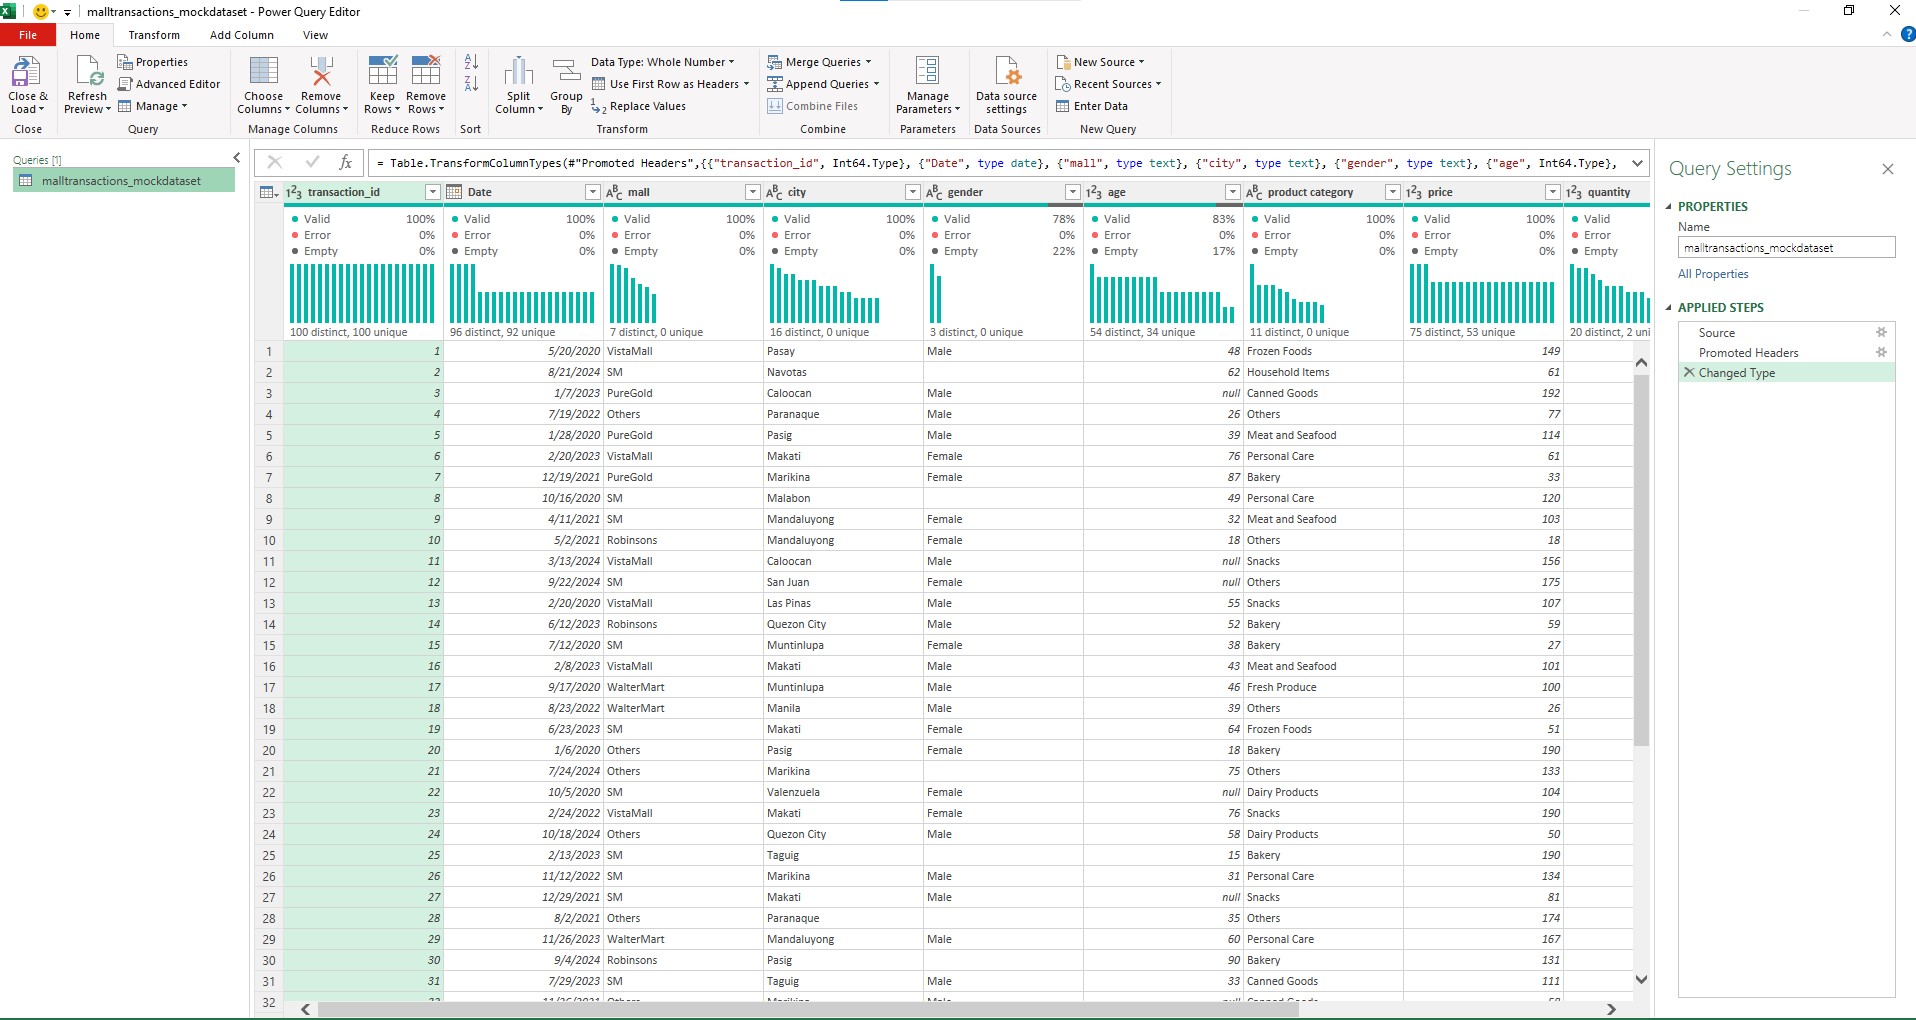 malltransactions_mockdataset - Power Query Editor
File Home Transform Add Column View
Close & Load
Refresh Preview
Properties
Advanced Editor
Manage
Choose Columns
Remove Columns
Keep Rows
Remove Rows
Split Column
Group By
Data Type: Whole Number
Use First Row as Headers
Replace Values
Merge Queries
Append Queries
Combine Files
Manage Parameters
Data source settings
New Source
Recent Sources
Enter Data
Close Query Manage Columns Reduce Rows Sort Transform Combine Parameters Data Sources New Query
Queries [1]
malltransactions_mockdataset
fx = Table.TransformColumnTypes(#"Promoted Headers",{{"transaction_id", Int64.Type}, {"Date", type date}, {"mall", type text}, {"city", type text}, {"gender", type text}, {"age", Int64.Type},
transaction_id Date mall city gender age product category price quantity
Valid 100% Valid 100% Valid 100% Valid 100% Valid 78% Valid 83% Valid 100% Valid 100% Valid
Error 0% Error 0% Error 0% Error 0% Error 0% Error 0% Error 0% Error 0% Error
Empty 0% Empty 0% Empty 0% Empty 0% Empty 22% Empty 17% Empty 0% Empty 0% Empty
100 distinct, 100 unique 96 distinct, 92 unique 7 distinct, 0 unique 16 distinct, 0 unique 3 distinct, 0 unique 54 distinct, 34 unique 11 distinct, 0 unique 75 distinct, 53 unique 20 distinct, 2 uni
1 1 5/20/2020 VistaMall Pasay Male 48 Frozen Foods 149
2 2 8/21/2024 SM Navotas 62 Household Items 61
3 3 1/7/2023 PureGold Caloocan Male null Canned Goods 192
4 4 7/19/2022 Others Paranaque Male 26 Others 77
5 5 1/28/2020 PureGold Pasig Male 39 Meat and Seafood 114
6 6 2/20/2023 VistaMall Makati Female 76 Personal Care 61
7 7 12/19/2021 PureGold Marikina Female 87 Bakery 33
8 8 10/16/2020 SM Malabon 49 Personal Care 120
9 9 4/11/2021 SM Mandaluyong Female 32 Meat and Seafood 103
10 10 5/2/2021 Robinsons Mandaluyong Female 18 Others 18
11 11 3/13/2024 VistaMall Caloocan Male null Snacks 156
12 12 9/22/2024 SM San Juan Female null Others 175
13 13 2/20/2020 VistaMall Las Pinas Male 55 Snacks 107
14 14 6/12/2023 Robinsons Quezon City Male 52 Bakery 59
15 15 7/12/2020 SM Muntinlupa Female 38 Bakery 27
16 16 2/8/2023 VistaMall Makati Male 43 Meat and Seafood 101
17 17 9/17/2020 WalterMart Muntinlupa Male 46 Fresh Produce 100
18 18 8/23/2022 WalterMart Manila Male 39 Others 26
19 19 6/23/2023 SM Makati Female 64 Frozen Foods 51
20 20 1/6/2020 Others Pasig Female 18 Bakery 190
21 21 7/24/2024 Others Marikina 75 Others 133
22 22 10/5/2020 SM Valenzuela Female null Dairy Products 104
23 23 2/24/2022 VistaMall Makati Female 76 Snacks 190
24 24 10/18/2024 Others Quezon City Male 58 Dairy Products 50
25 25 2/13/2023 SM Taguig 15 Bakery 190
26 26 11/12/2022 SM Marikina Male 31 Personal Care 134
27 27 12/29/2021 SM Makati Male null Snacks 81
28 28 8/2/2021 Others Paranaque 35 Others 174
29 29 11/26/2023 WalterMart Mandaluyong Male 60 Personal Care 167
30 30 9/4/2024 Robinsons Pasig 90 Bakery 131
31 31 7/29/2023 SM Taguig Male 33 Canned Goods 111
32
Query Settings
PROPERTIES
Name
malltransactions_mockdataset
All Properties
APPLIED STEPS
Source
Promoted Headers
Changed Type